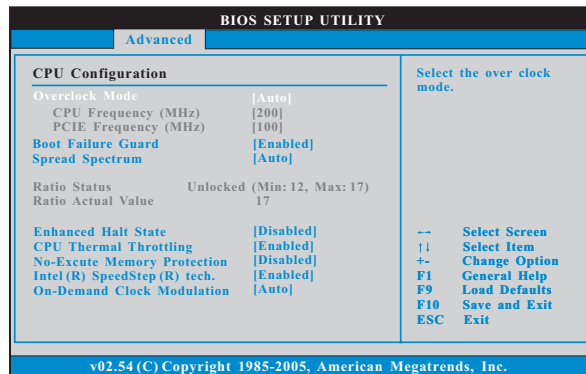 BIOS SETUP UTILITY
Advanced
CPU Configuration
Overclock Mode [Auto]
CPU Frequency (MHz) [200]
PCIE Frequency (MHz) [100]
Boot Failure Guard [Enabled]
Spread Spectrum [Auto]
Ratio Status Unlocked (Min: 12, Max: 17)
Ratio Actual Value 17
Enhanced Halt State [Disabled]
CPU Thermal Throttling [Enabled]
No-Excute Memory Protection [Disabled]
Intel (R) SpeedStep (R) tech. [Enabled]
On-Demand Clock Modulation [Auto]
Select the over clock
mode.
←→ Select Screen
↑↓ Select Item
+- Change Option
F1 General Help
F9 Load Defaults
F10 Save and Exit
ESC Exit
v02.54 (C) Copyright 1985-2005, American Megatrends, Inc.